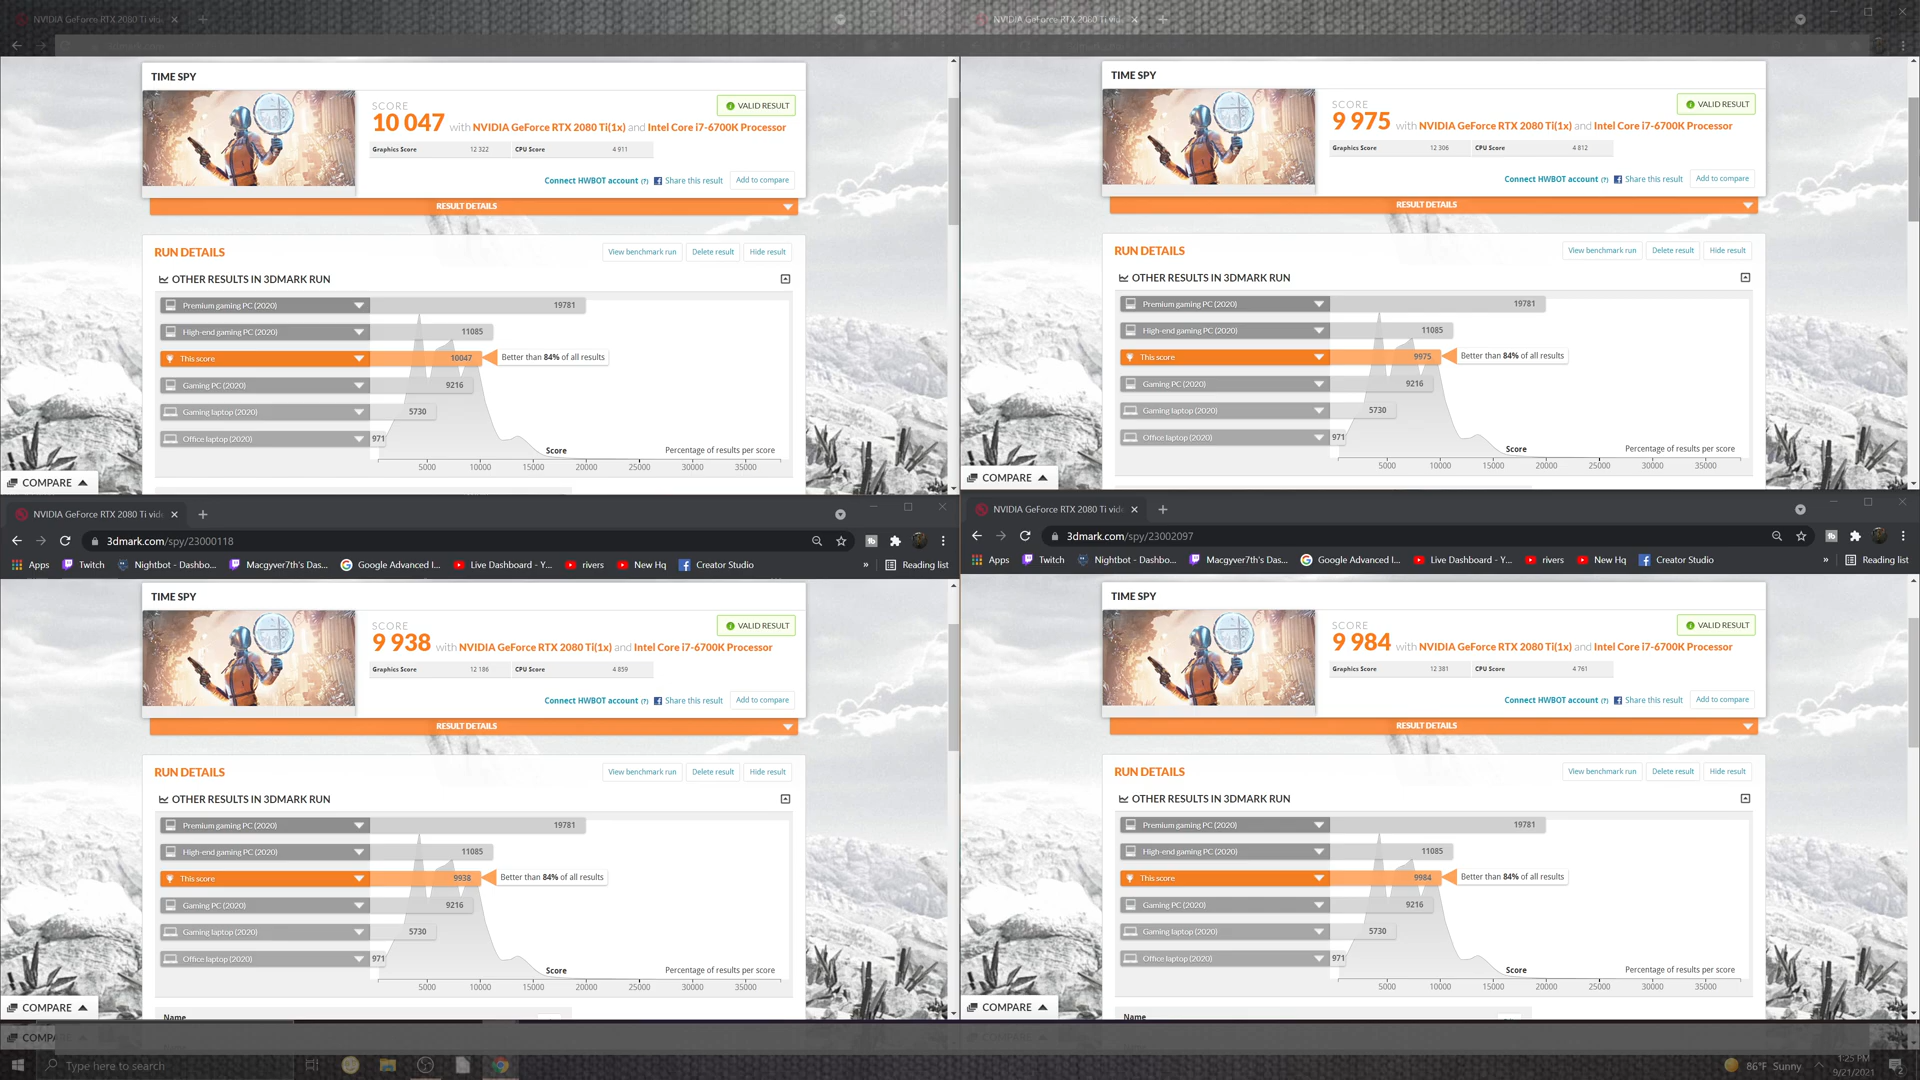 NVIDIA GeForce RTX 2080 Ti vid
NVIDIA GeForce RTX 2080 Ti vid
TIME SPY
SCORE
VALID RESULT
10 047 with NVIDIA GeForce RTX 2080 Ti(1x) and Intel Core i7-6700K Processor
Graphics Score 12 322 CPU Score 4 911
Connect HWBOT account (?) Share this result Add to compare
RESULT DETAILS
RUN DETAILS View benchmark run Delete result Hide result
OTHER RESULTS IN 3DMARK RUN
Premium gaming PC (2020) 19781
High-end gaming PC (2020) 11085
This score 10047 Better than 84% of all results
Gaming PC (2020) 9216
Gaming laptop (2020) 5730
Office laptop (2020) 971
Score Percentage of results per score
5000 10000 15000 20000 25000 30000 35000
COMPARE
TIME SPY
SCORE
VALID RESULT
9 975 with NVIDIA GeForce RTX 2080 Ti(1x) and Intel Core i7-6700K Processor
Graphics Score 12 306 CPU Score 4 812
Connect HWBOT account (?) Share this result Add to compare
RESULT DETAILS
RUN DETAILS View benchmark run Delete result Hide result
OTHER RESULTS IN 3DMARK RUN
Premium gaming PC (2020) 19781
High-end gaming PC (2020) 11085
This score 9975 Better than 84% of all results
Gaming PC (2020) 9216
Gaming laptop (2020) 5730
Office laptop (2020) 971
Score Percentage of results per score
5000 10000 15000 20000 25000 30000 35000
COMPARE
NVIDIA GeForce RTX 2080 Ti vid
3dmark.com/spy/23000118
Apps Twitch Nightbot - Dashbo... Macgyver7th's Das... Google Advanced I... Live Dashboard - Y... rivers New Hq Creator Studio » Reading list
TIME SPY
SCORE
VALID RESULT
9 938 with NVIDIA GeForce RTX 2080 Ti(1x) and Intel Core i7-6700K Processor
Graphics Score 12 186 CPU Score 4 859
Connect HWBOT account (?) Share this result Add to compare
RESULT DETAILS
RUN DETAILS View benchmark run Delete result Hide result
OTHER RESULTS IN 3DMARK RUN
Premium gaming PC (2020) 19781
High-end gaming PC (2020) 11085
This score 9938 Better than 84% of all results
Gaming PC (2020) 9216
Gaming laptop (2020) 5730
Office laptop (2020) 971
Score Percentage of results per score
5000 10000 15000 20000 25000 30000 35000
COMPARE
Name
NVIDIA GeForce RTX 2080 Ti vid
3dmark.com/spy/23002097
Apps Twitch Nightbot - Dashbo... Macgyver7th's Das... Google Advanced I... Live Dashboard - Y... rivers New Hq Creator Studio » Reading list
TIME SPY
SCORE
VALID RESULT
9 984 with NVIDIA GeForce RTX 2080 Ti(1x) and Intel Core i7-6700K Processor
Graphics Score 12 381 CPU Score 4 761
Connect HWBOT account (?) Share this result Add to compare
RESULT DETAILS
RUN DETAILS View benchmark run Delete result Hide result
OTHER RESULTS IN 3DMARK RUN
Premium gaming PC (2020) 19781
High-end gaming PC (2020) 11085
This score 9984 Better than 84% of all results
Gaming PC (2020) 9216
Gaming laptop (2020) 5730
Office laptop (2020) 971
Score Percentage of results per score
5000 10000 15000 20000 25000 30000 35000
COMPARE
Name
COMPA
Type here to search
86°F Sunny
1:25 PM
9/21/2021